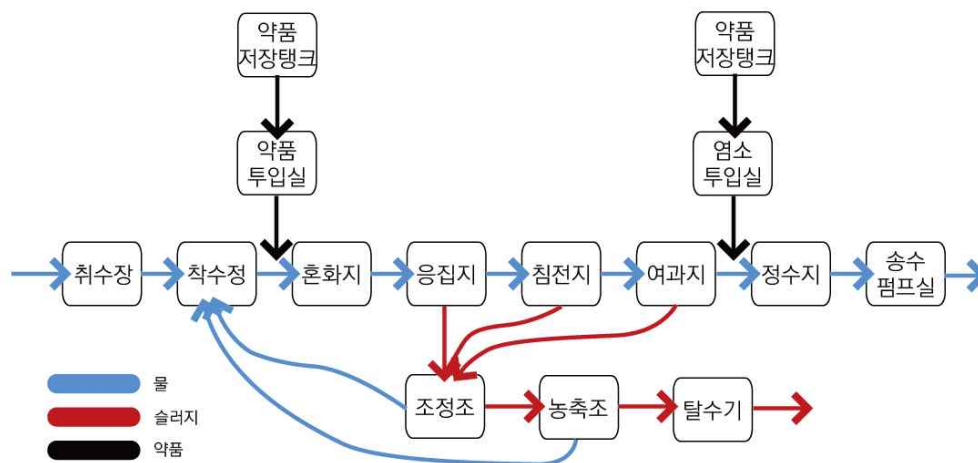 약품
저장탱크
약품
저장탱크
약품
투입실
염소
투입실
취수장
착수정
혼화지
응집지
침전지
여과지
정수지
송수
펌프실
조정조
농축조
탈수기
물
슬러지
약품